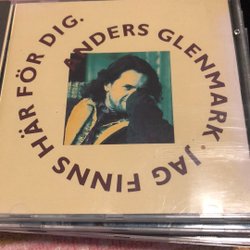 ANDERS GLENMARK · JAG FINNS HÄR FÖR DIG.